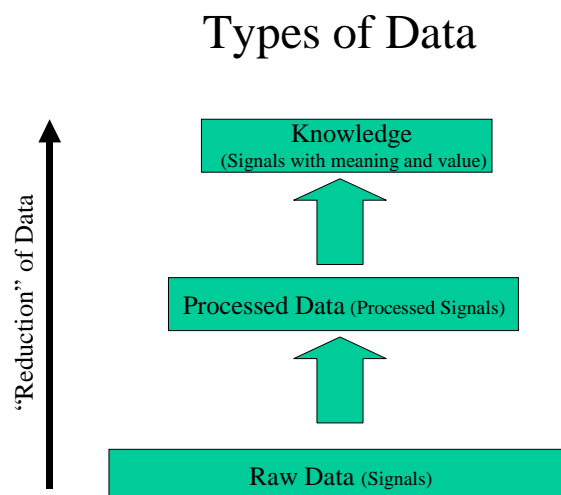 Types of Data
Knowledge
(Signals with meaning and value)
“Reduction” of Data
Processed Data (Processed Signals)
Raw Data (Signals)